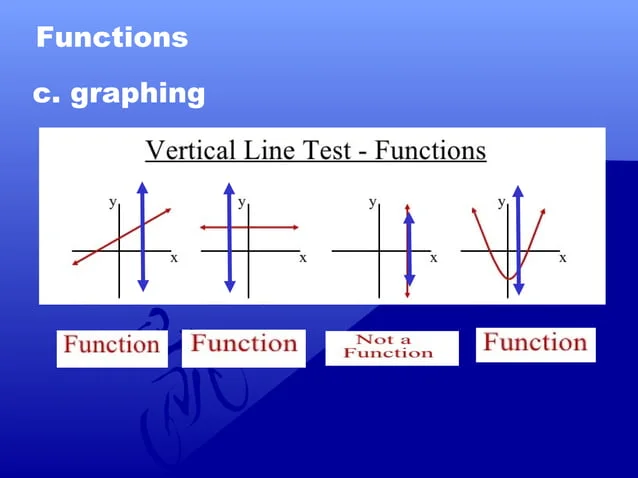 Functions
c. graphing
Vertical Line Test - Functions
y y y y
x x x x
Function Function Not a Function Function